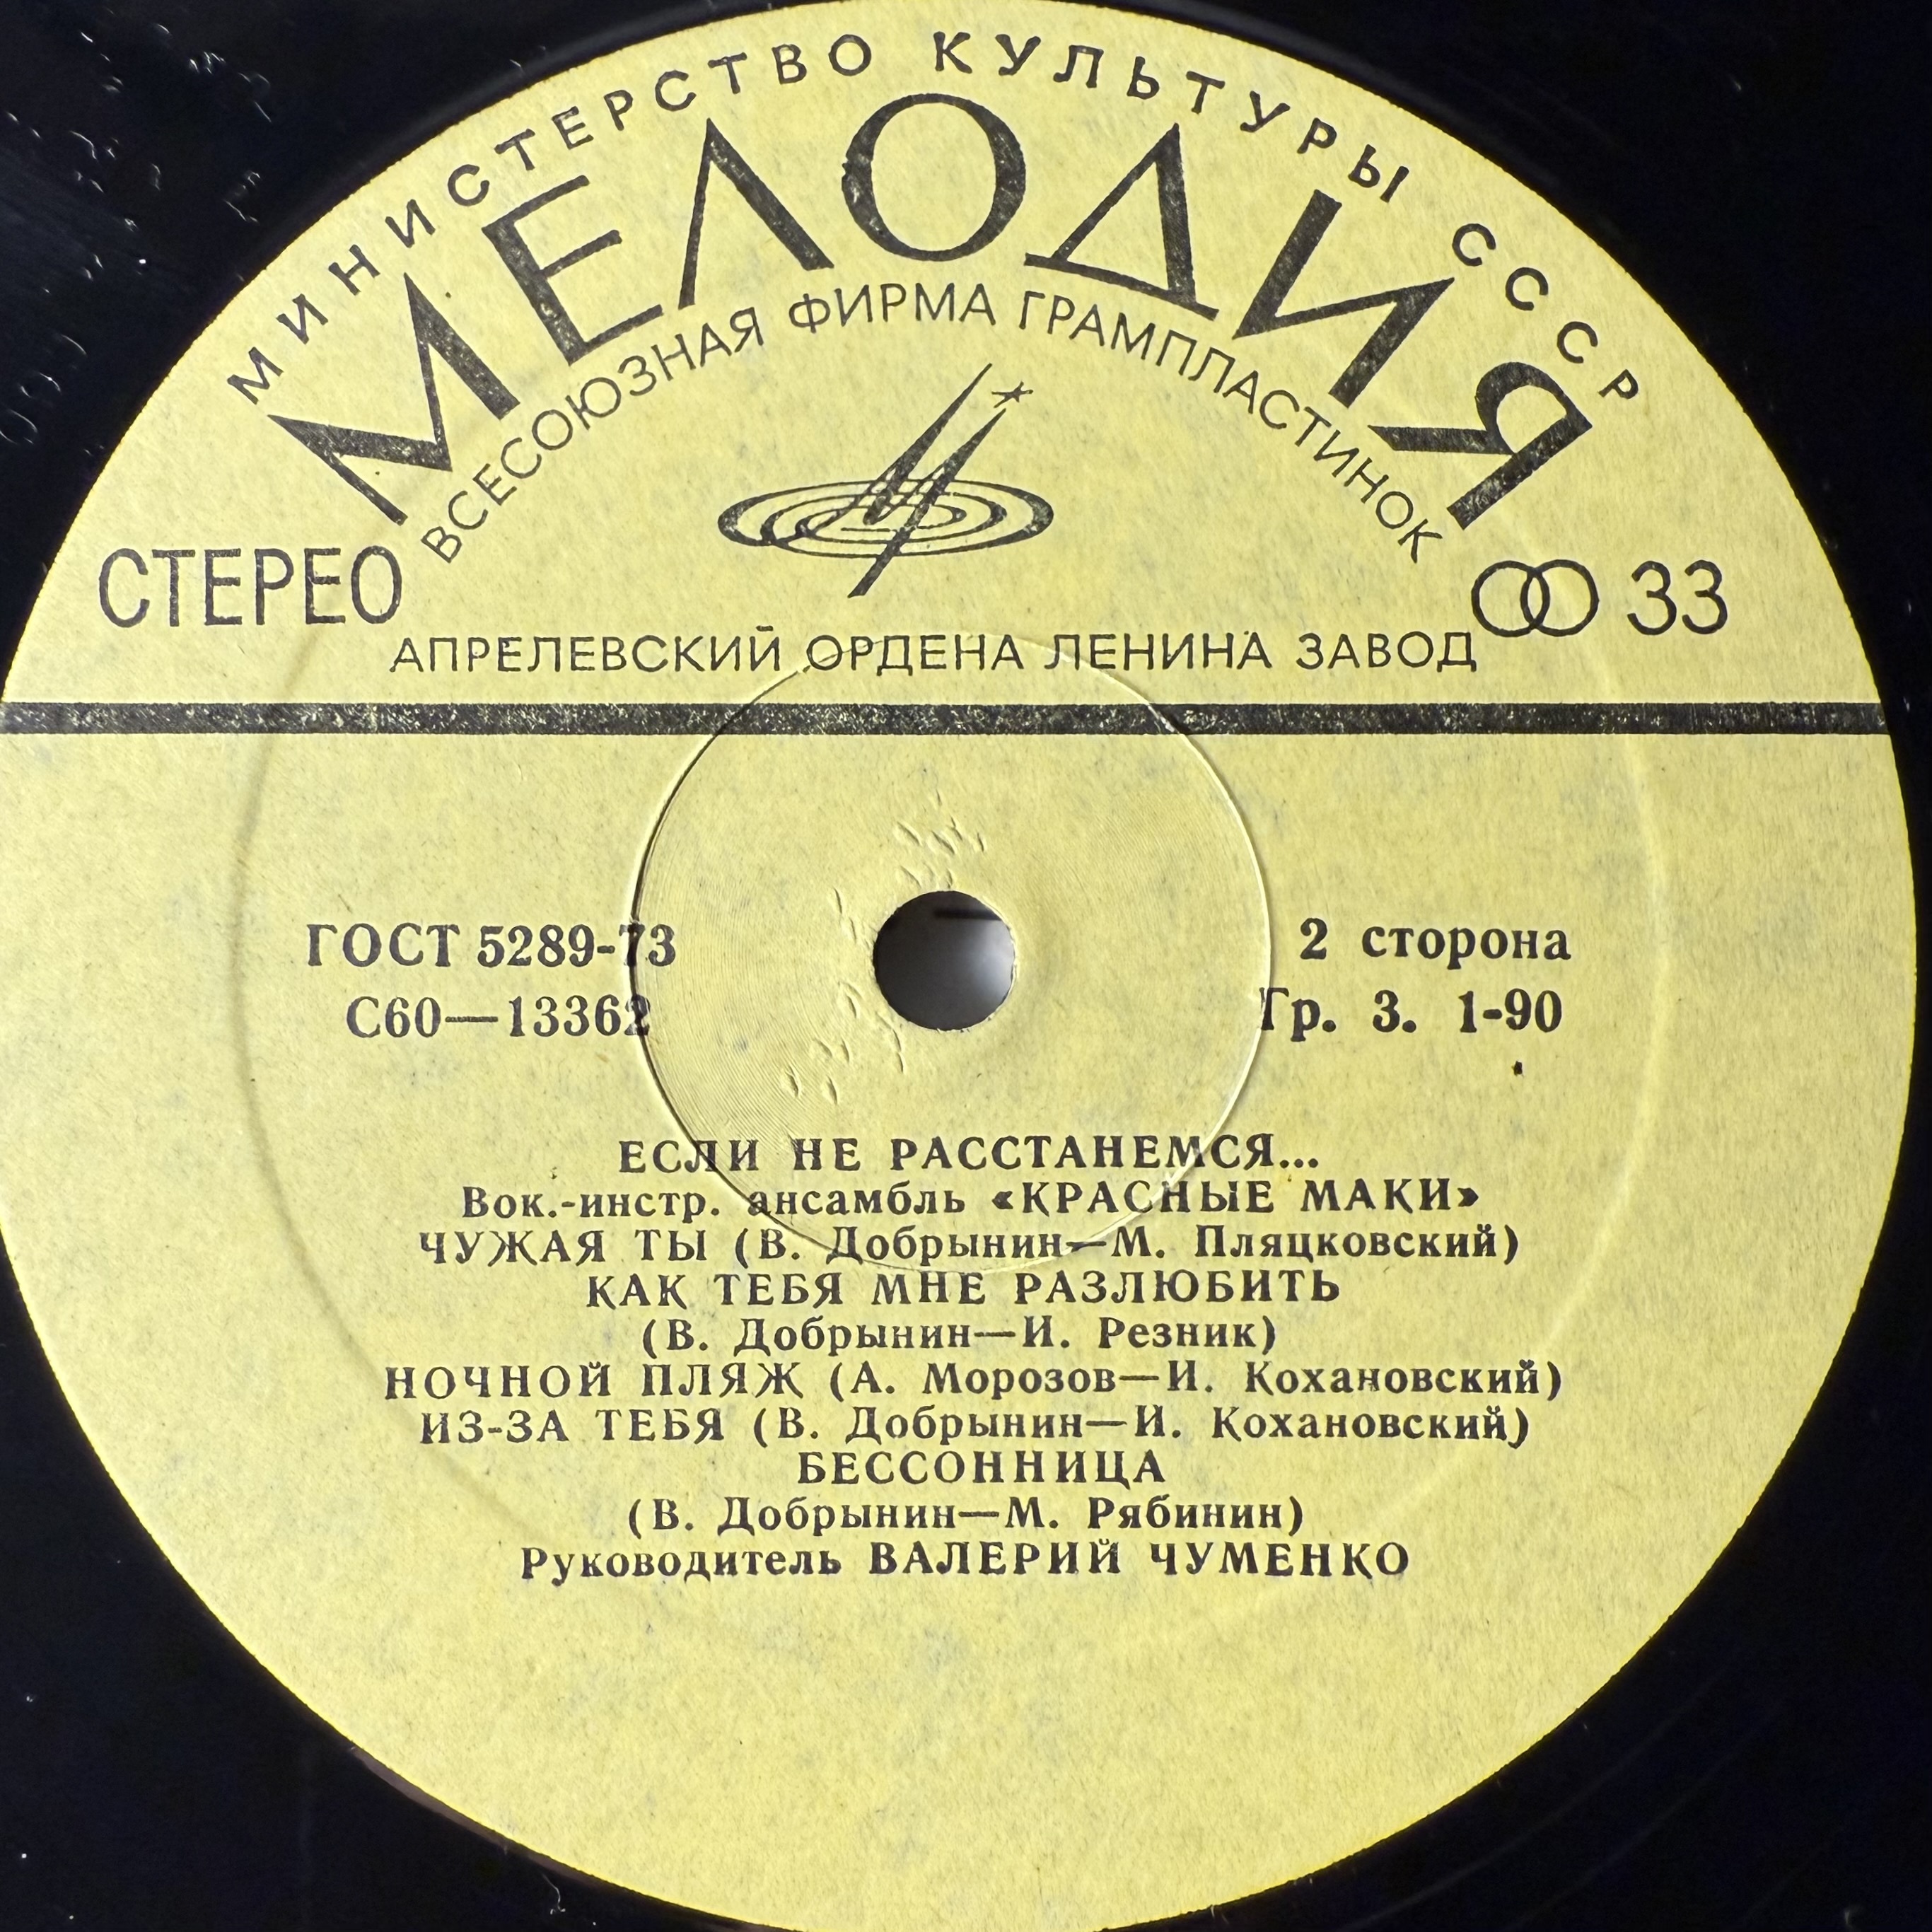 МИНИСТЕРСТВО КУЛЬТУРЫ СССР
МЕЛОДИЯ
ВСЕСОЮЗНАЯ ФИРМА ГРАМПЛАСТИНОК
СТЕРЕО
33
АПРЕЛЕВСКИЙ ОРДЕНА ЛЕНИНА ЗАВОД
ГОСТ 5289-73
2 сторона
С60—13362
Гр. 3. 1-90
ЕСЛИ НЕ РАССТАНЕМСЯ...
Вок.-инстр. ансамбль «КРАСНЫЕ МАКИ»
ЧУЖАЯ ТЫ (В. Добрынин—М. Пляцковский)
КАК ТЕБЯ МНЕ РАЗЛЮБИТЬ
(В. Добрынин—И. Резник)
НОЧНОЙ ПЛЯЖ (А. Морозов—И. Кохановский)
ИЗ-ЗА ТЕБЯ (В. Добрынин—И. Кохановский)
БЕССОННИЦА
(В. Добрынин—М. Рябинин)
Руководитель ВАЛЕРИЙ ЧУМЕНКО